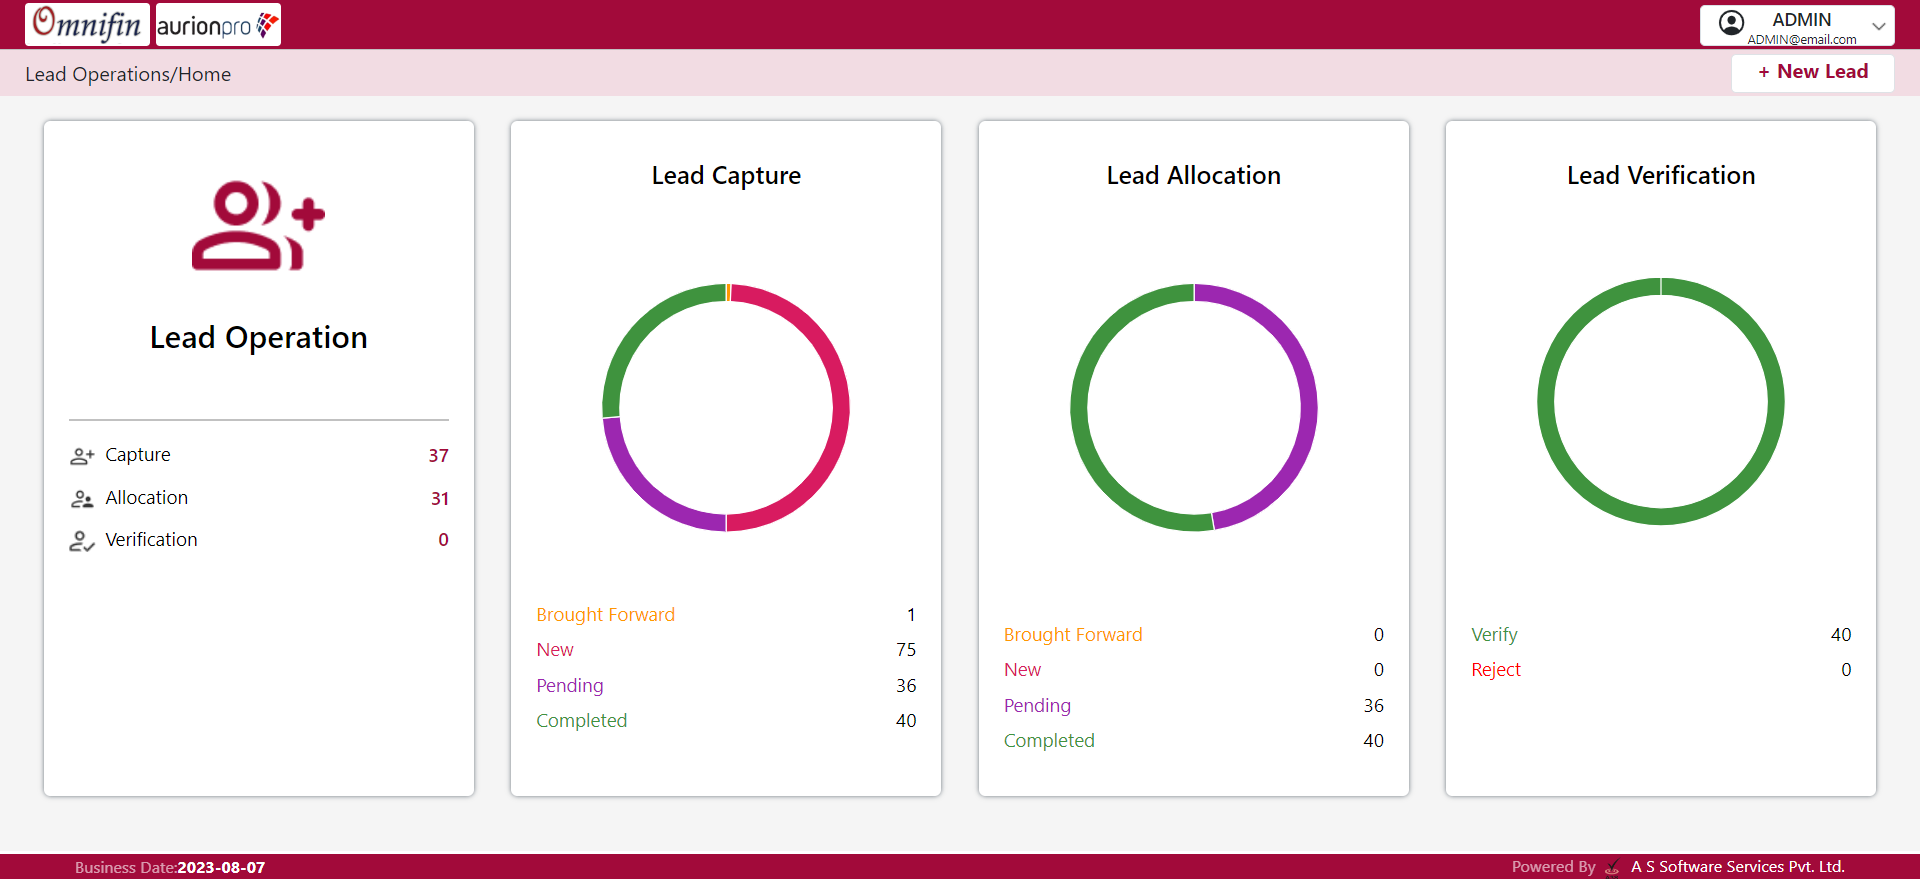 Omnifin
aurionpro
ADMIN
ADMIN@email.com
Lead Operations/Home
+ New Lead
Lead Operation
Capture 37
Allocation 31
Verification 0
Lead Capture
Brought Forward 1
New 75
Pending 36
Completed 40
Lead Allocation
Brought Forward 0
New 0
Pending 36
Completed 40
Lead Verification
Verify 40
Reject 0
Business Date:2023-08-07
Powered By A S Software Services Pvt. Ltd.